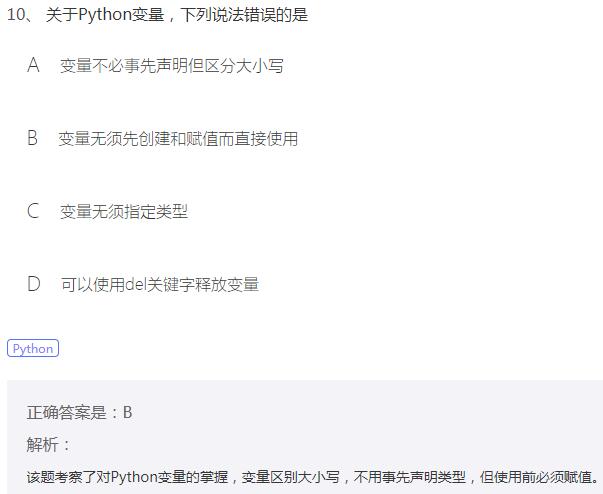 10、 关于Python变量，下列说法错误的是
A 变量不必事先声明但区分大小写
B 变量无须先创建和赋值而直接使用
C 变量无须指定类型
D 可以使用del关键字释放变量
Python
正确答案是：B
解析：
该题考察了对Python变量的掌握，变量区别大小写，不用事先声明类型，但使用前必须赋值。